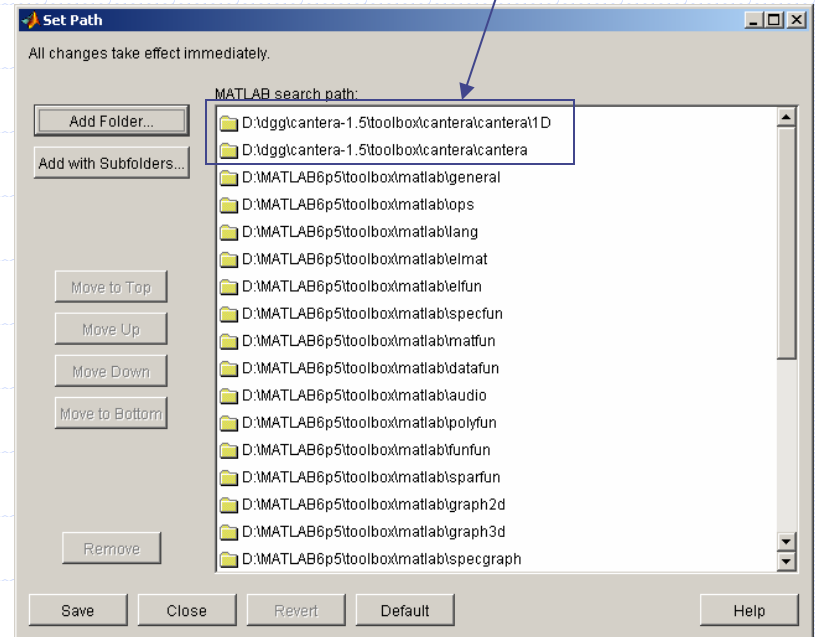 Set Path
All changes take effect immediately.
MATLAB search path:
Add Folder...
Add with Subfolders...
D:\dgg\cantera-1.5\toolbox\cantera\cantera\1D
D:\dgg\cantera-1.5\toolbox\cantera\cantera
D:\MATLAB6p5\toolbox\matlab\general
D:\MATLAB6p5\toolbox\matlab\ops
D:\MATLAB6p5\toolbox\matlab\lang
D:\MATLAB6p5\toolbox\matlab\elmat
D:\MATLAB6p5\toolbox\matlab\elfun
D:\MATLAB6p5\toolbox\matlab\specfun
D:\MATLAB6p5\toolbox\matlab\matfun
D:\MATLAB6p5\toolbox\matlab\datafun
D:\MATLAB6p5\toolbox\matlab\audio
D:\MATLAB6p5\toolbox\matlab\polyfun
D:\MATLAB6p5\toolbox\matlab\funfun
D:\MATLAB6p5\toolbox\matlab\sparfun
D:\MATLAB6p5\toolbox\matlab\graph2d
D:\MATLAB6p5\toolbox\matlab\graph3d
D:\MATLAB6p5\toolbox\matlab\specgraph
Move to Top
Move Up
Move Down
Move to Bottom
Remove
Save
Close
Revert
Default
Help